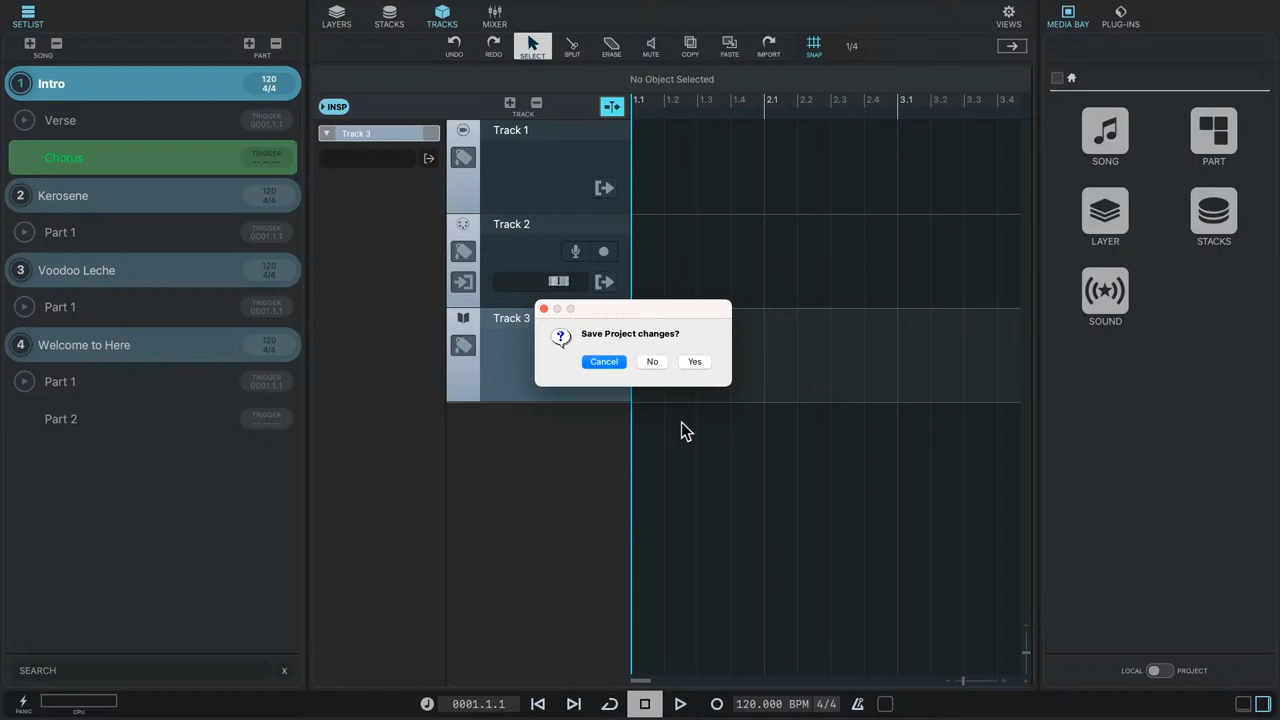 SETLIST
LAYERS STACKS TRACKS MIXER VIEWS
MEDIA BAY PLUG-INS
SONG PART
UNDO REDO SELECT SPLIT ERASE MUTE COPY PASTE IMPORT SNAP 1/4
No Object Selected
1 Intro 120 4/4
Verse TRIGGER 0001.1.1
Chorus TRIGGER --.--.--
2 Kerosene 120 4/4
Part 1 TRIGGER 0001.1.1
3 Voodoo Leche 120 4/4
Part 1 TRIGGER 0001.1.1
4 Welcome to Here 120 4/4
Part 1 TRIGGER 0001.1.1
Part 2 TRIGGER --.--.--
SEARCH X
INSP
TRACK
1.1 1.2 1.3 1.4 2.1 2.2 2.3 2.4 3.1 3.2 3.3 3.4
Track 3
Track 1
Track 2
Track 3
Save Project changes?
Cancel No Yes
SONG PART
LAYER STACKS
SOUND
LOCAL PROJECT
PANIC CPU
0001.1.1
120.000 BPM 4/4